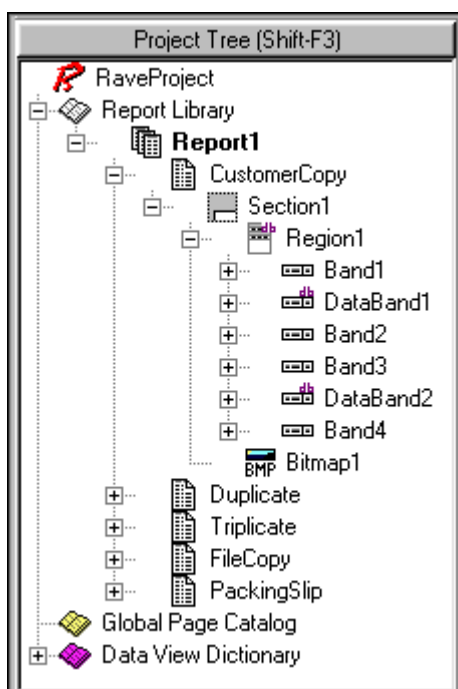 Project Tree (Shift-F3)
RaveProject
Report Library
Report1
CustomerCopy
Section1
Region1
Band1
DataBand1
Band2
Band3
DataBand2
Band4
BMP Bitmap1
Duplicate
Triplicate
FileCopy
PackingSlip
Global Page Catalog
Data View Dictionary